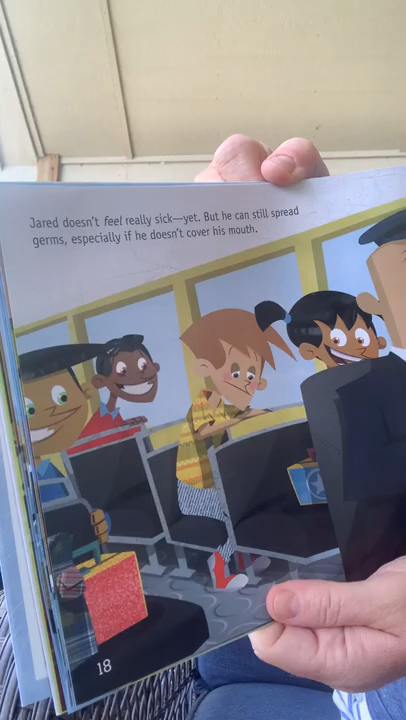 Jared doesn't feel really sick—yet. But he can still spread
germs, especially if he doesn't cover his mouth.
18